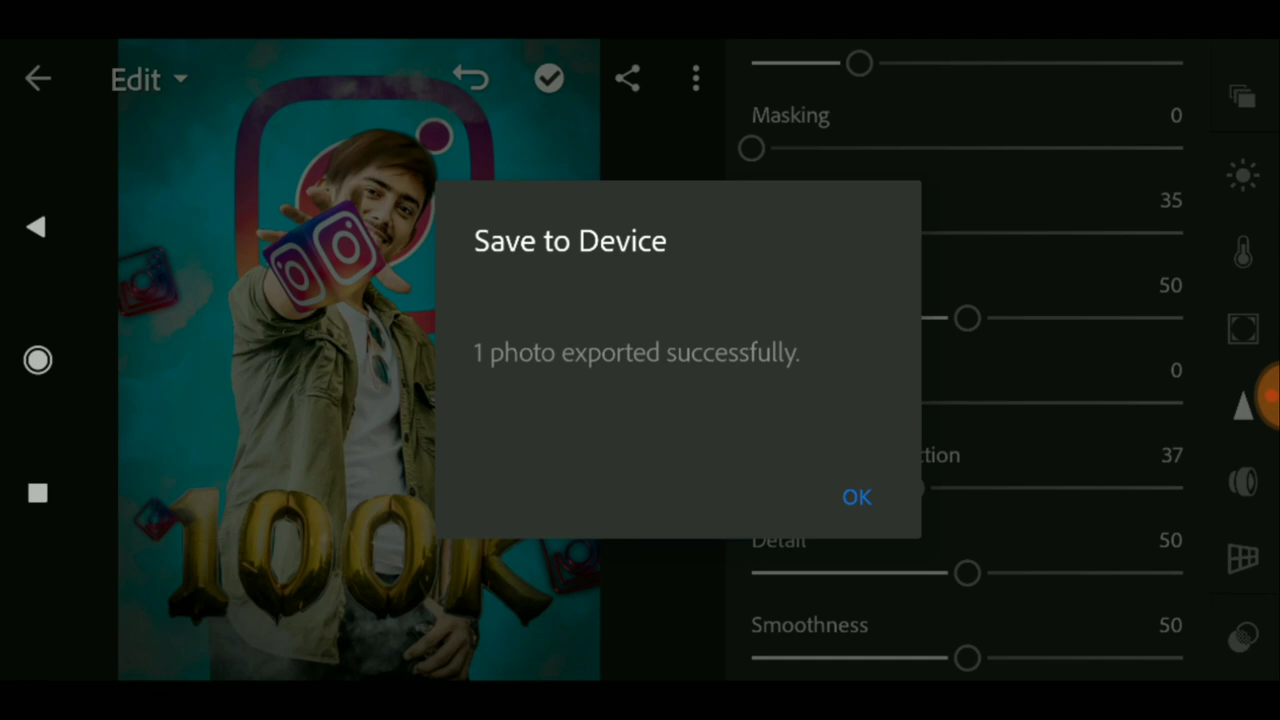 Edit
Masking 0
35
Save to Device
50
1 photo exported successfully.
0
ction 37
OK
100K
Detail 50
Smoothness 50